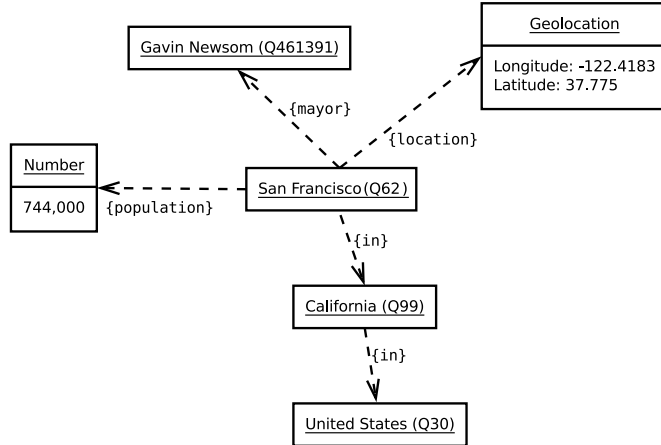 Geolocation
Gavin Newsom (Q461391)
Longitude: -122.4183
Latitude: 37.775
{mayor}
{location}
Number
San Francisco (Q62)
744,000
{population}
{in}
California (Q99)
{in}
United States (Q30)